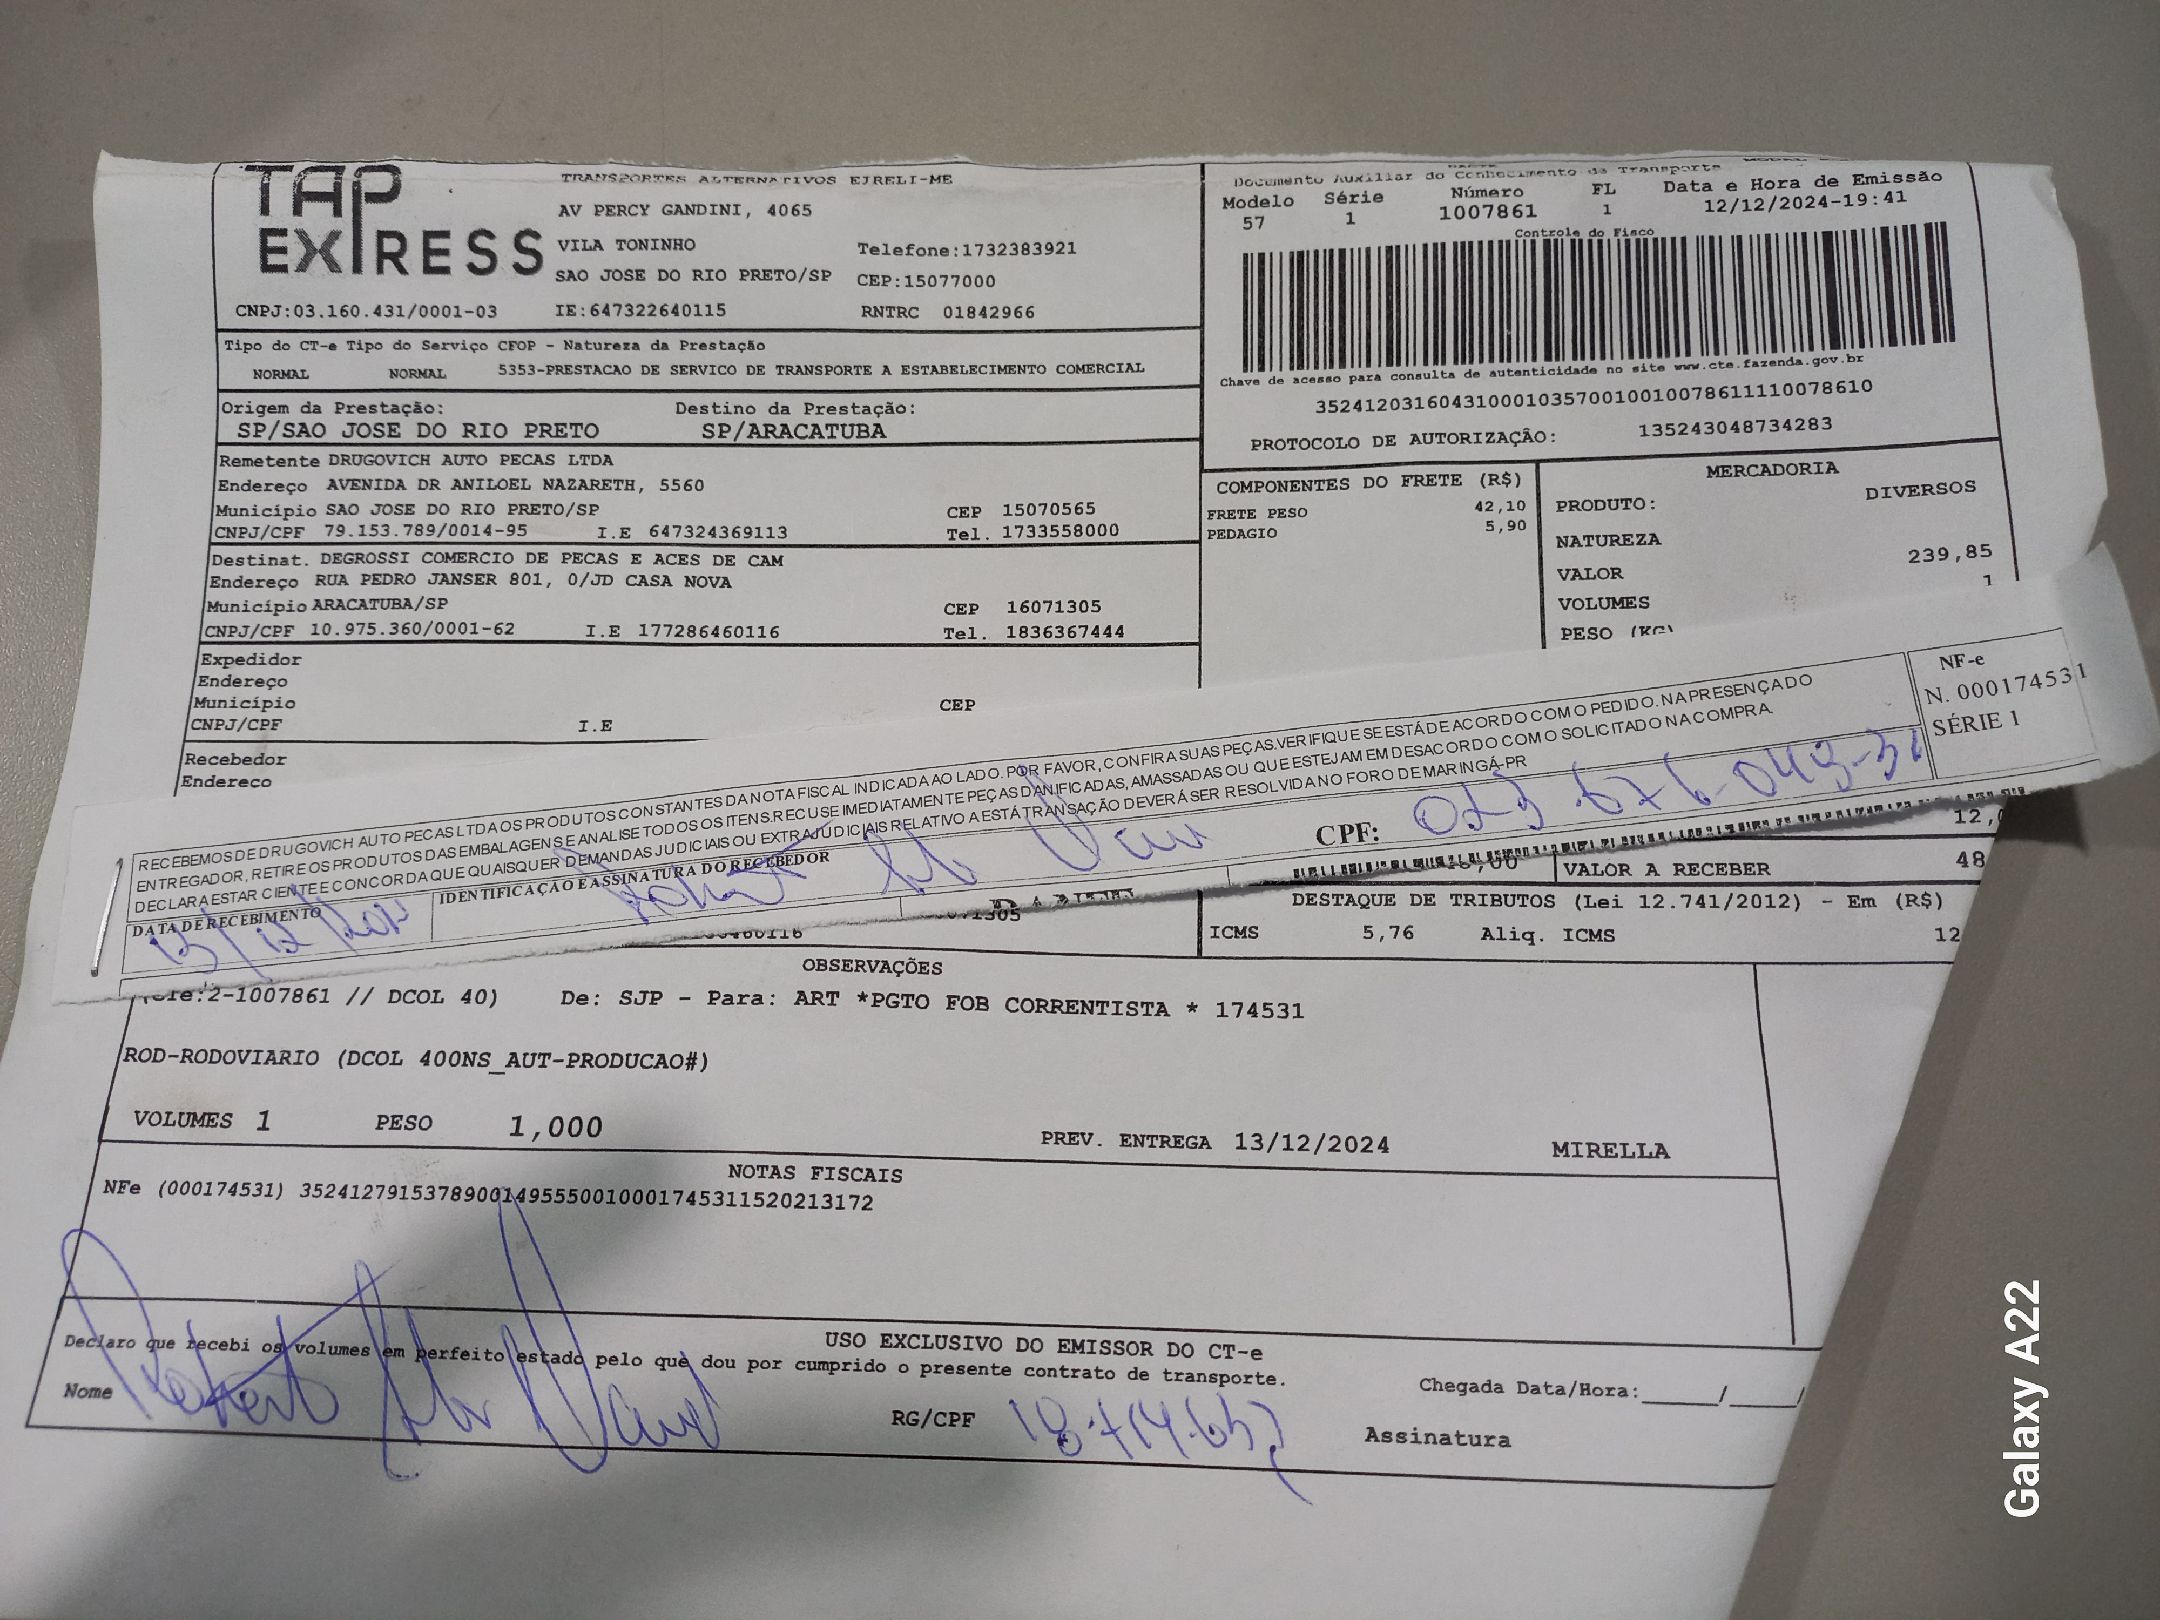 TAP
EXPRESS
TRANSPORTES ALTERNATIVOS EIRELI-ME
AV PERCY GANDINI, 4065
VILA TONINHO Telefone:1732383921
SAO JOSE DO RIO PRETO/SP CEP:15077000
CNPJ:03.160.431/0001-03 IE:647322640115 RNTRC 01842966
Documento Auxiliar do Conhecimento de Transporte
Modelo Série Número FL Data e Hora de Emissão
57 1 1007861 1 12/12/2024-19:41
Controle do Fisco
Chave de acesso para consulta de autenticidade no site www.cte.fazenda.gov.br
35241203160431000103570010010078611110078610
PROTOCOLO DE AUTORIZAÇÃO: 135243048734283
Tipo do CT-e Tipo do Serviço CFOP - Natureza da Prestação
NORMAL NORMAL 5353-PRESTACAO DE SERVICO DE TRANSPORTE A ESTABELECIMENTO COMERCIAL
Origem da Prestação: Destino da Prestação:
SP/SAO JOSE DO RIO PRETO SP/ARACATUBA
Remetente DRUGOVICH AUTO PECAS LTDA
Endereço AVENIDA DR ANILOEL NAZARETH, 5560
Município SAO JOSE DO RIO PRETO/SP CEP 15070565
CNPJ/CPF 79.153.789/0014-95 I.E 647324369113 Tel. 1733558000
Destinat. DEGROSSI COMERCIO DE PECAS E ACES DE CAM
Endereço RUA PEDRO JANSER 801, 0/JD CASA NOVA
Município ARACATUBA/SP CEP 16071305
CNPJ/CPF 10.975.360/0001-62 I.E 177286460116 Tel. 1836367444
Expedidor
Endereço
Município CEP
CNPJ/CPF I.E
Recebedor
Endereco
COMPONENTES DO FRETE (R$)
FRETE PESO 42,10
PEDAGIO 5,90
MERCADORIA
PRODUTO: DIVERSOS
NATUREZA
VALOR 239,85
VOLUMES 1
PESO (KG)
RECEBEMOS DE DRUGOVICH AUTO PECAS LTDA OS PRODUTOS CONSTANTES DA NOTA FISCAL INDICADA AO LADO. POR FAVOR, CONFIRA SUAS PEÇAS.VERIFIQUE SE ESTÁ DE ACORDO COM O PEDIDO. NA PRESENÇA DO
ENTREGADOR, RETIRE OS PRODUTOS DAS EMBALAGENS E ANALISE TODOS OS ITENS.RECUSE IMEDIATAMENTE PEÇAS DANIFICADAS, AMASSADAS OU QUE ESTEJAM EM DESACORDO COM O SOLICITADO NA COMPRA.
DECLARA ESTAR CIENTE E CONCORDA QUE QUAISQUER DEMANDAS JUDICIAIS OU EXTRAJUDICIAIS RELATIVO A ESTÁ TRANSAÇÃO DEVERÁ SER RESOLVIDA NO FORO DE MARINGÁ-PR
DATA DE RECEBIMENTO IDENTIFICAÇÃO E ASSINATURA DO RECEBEDOR CPF:
NF-e
N. 000174531
SÉRIE 1
VALOR A RECEBER 48
DESTAQUE DE TRIBUTOS (Lei 12.741/2012) - Em (R$)
ICMS 5,76 Aliq. ICMS 12
OBSERVAÇÕES
2-1007861 // DCOL 40) De: SJP - Para: ART *PGTO FOB CORRENTISTA * 174531
ROD-RODOVIARIO (DCOL 400NS_AUT-PRODUCAO#)
VOLUMES 1 PESO 1,000 PREV. ENTREGA 13/12/2024 MIRELLA
NOTAS FISCAIS
NFe (000174531) 35241279153789001495550010001745311520213172
USO EXCLUSIVO DO EMISSOR DO CT-e
Declaro que recebi os volumes em perfeito estado pelo que dou por cumprido o presente contrato de transporte.
Nome RG/CPF Chegada Data/Hora:_____/____/
Assinatura
Galaxy A22